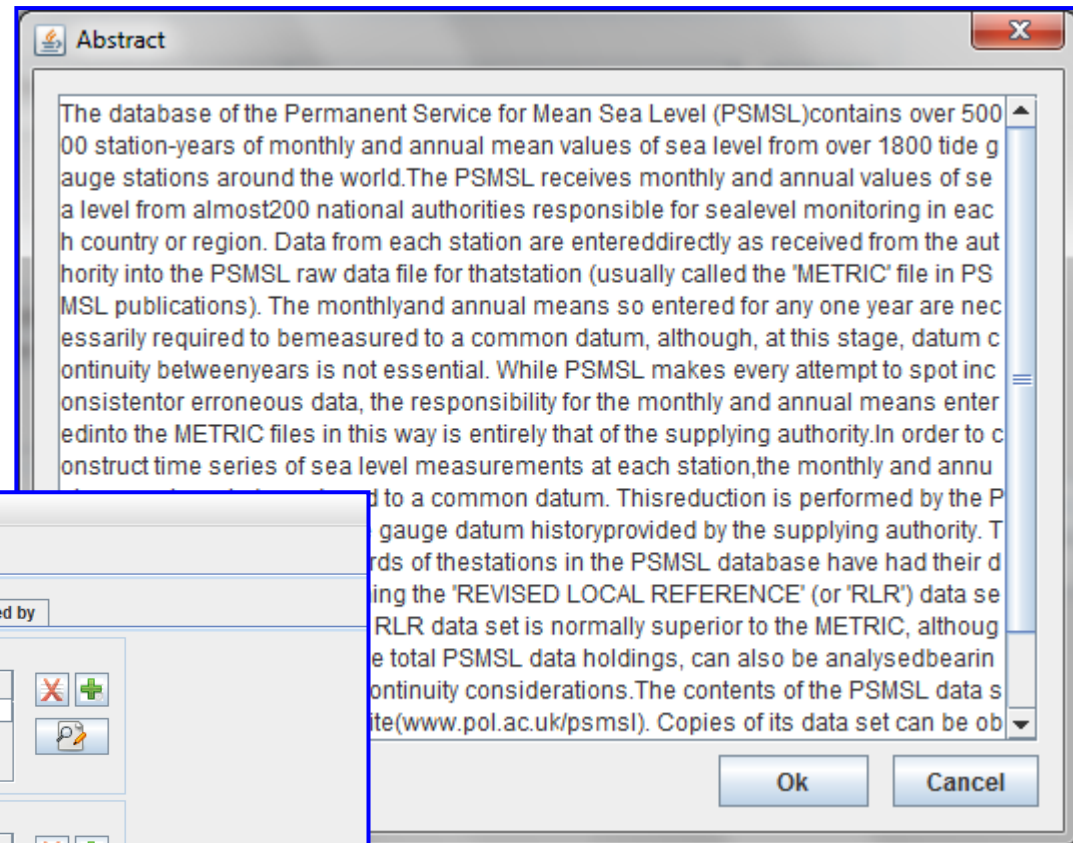 Abstract
The database of the Permanent Service for Mean Sea Level (PSMSL)contains over 500
00 station-years of monthly and annual mean values of sea level from over 1800 tide g
auge stations around the world.The PSMSL receives monthly and annual values of se
a level from almost200 national authorities responsible for sealevel monitoring in eac
h country or region. Data from each station are entereddirectly as received from the aut
hority into the PSMSL raw data file for thatstation (usually called the 'METRIC' file in PS
MSL publications). The monthlyand annual means so entered for any one year are nec
essarily required to bemeasured to a common datum, although, at this stage, datum c
ontinuity betweenyears is not essential. While PSMSL makes every attempt to spot inc
onsistentor erroneous data, the responsibility for the monthly and annual means enter
edinto the METRIC files in this way is entirely that of the supplying authority.In order to c
onstruct time series of sea level measurements at each station,the monthly and annu
to a common datum. Thisreduction is performed by the P
gauge datum historyprovided by the supplying authority. T
rds of thestations in the PSMSL database have had their d
ing the 'REVISED LOCAL REFERENCE' (or 'RLR') data se
RLR data set is normally superior to the METRIC, althoug
e total PSMSL data holdings, can also be analysedbearin
ontinuity considerations.The contents of the PSMSL data s
ite(www.pol.ac.uk/psmsl). Copies of its data set can be ob
ed by
Ok
Cancel